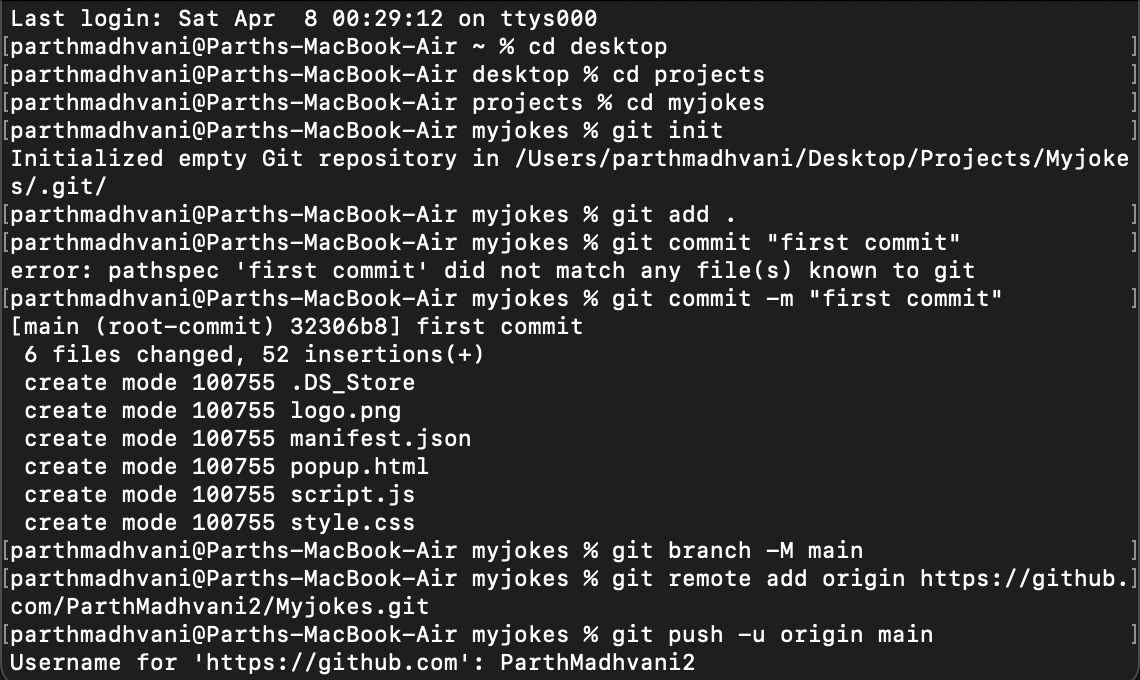 Last login: Sat Apr  8 00:29:12 on ttys000
[parthmadhvani@Parths-MacBook-Air ~ % cd desktop ]
[parthmadhvani@Parths-MacBook-Air desktop % cd projects ]
[parthmadhvani@Parths-MacBook-Air projects % cd myjokes ]
[parthmadhvani@Parths-MacBook-Air myjokes % git init ]
Initialized empty Git repository in /Users/parthmadhvani/Desktop/Projects/Myjoke
s/.git/
[parthmadhvani@Parths-MacBook-Air myjokes % git add . ]
[parthmadhvani@Parths-MacBook-Air myjokes % git commit "first commit" ]
error: pathspec 'first commit' did not match any file(s) known to git
[parthmadhvani@Parths-MacBook-Air myjokes % git commit -m "first commit" ]
[main (root-commit) 32306b8] first commit
 6 files changed, 52 insertions(+)
 create mode 100755 .DS_Store
 create mode 100755 logo.png
 create mode 100755 manifest.json
 create mode 100755 popup.html
 create mode 100755 script.js
 create mode 100755 style.css
[parthmadhvani@Parths-MacBook-Air myjokes % git branch -M main ]
[parthmadhvani@Parths-MacBook-Air myjokes % git remote add origin https://github.]
com/ParthMadhvani2/Myjokes.git
[parthmadhvani@Parths-MacBook-Air myjokes % git push -u origin main ]
Username for 'https://github.com': ParthMadhvani2